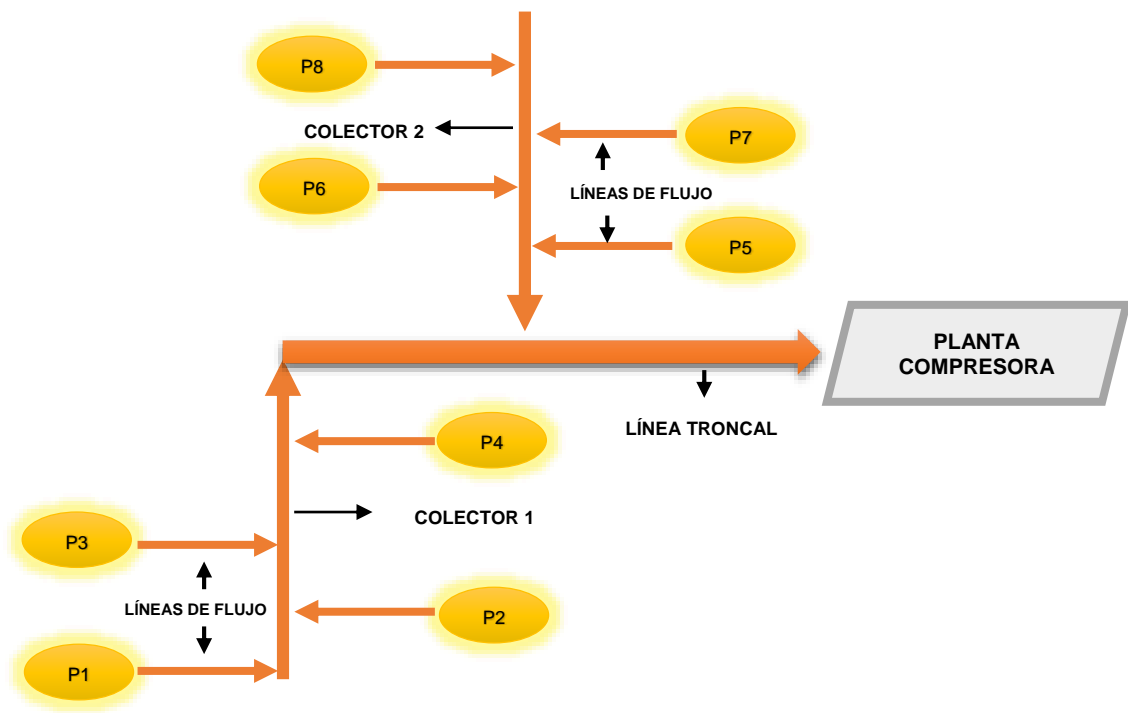 P8
COLECTOR 2
P7
P6
LÍNEAS DE FLUJO
P5
PLANTA
COMPRESORA
LÍNEA TRONCAL
P4
COLECTOR 1
P3
LÍNEAS DE FLUJO
P2
P1